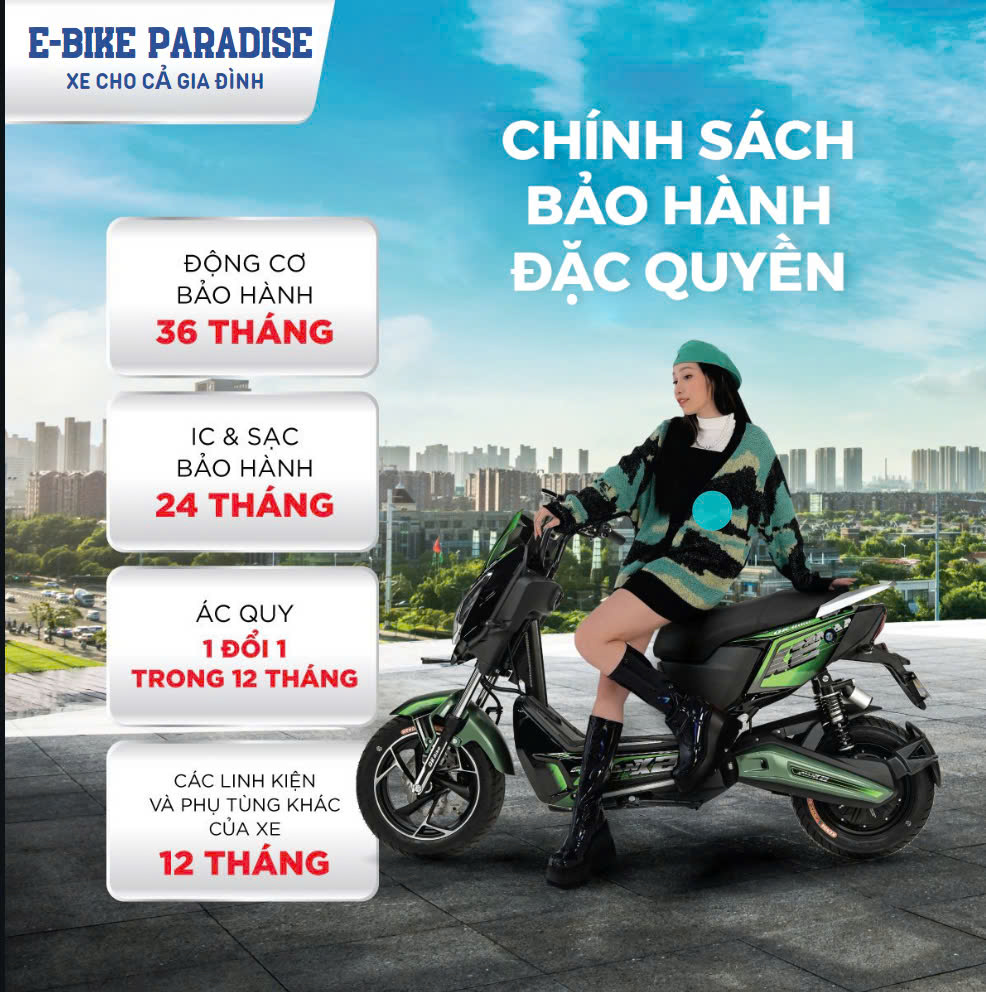 E-BIKE PARADISE
XE CHO CẢ GIA ĐÌNH
CHÍNH SÁCH
BẢO HÀNH
ĐẶC QUYỀN
ĐỘNG CƠ
BẢO HÀNH
36 THÁNG
IC & SẠC
BẢO HÀNH
24 THÁNG
ÁC QUY
1 ĐỔI 1
TRONG 12 THÁNG
CÁC LINH KIỆN
VÀ PHỤ TÙNG KHÁC
CỦA XE
12 THÁNG